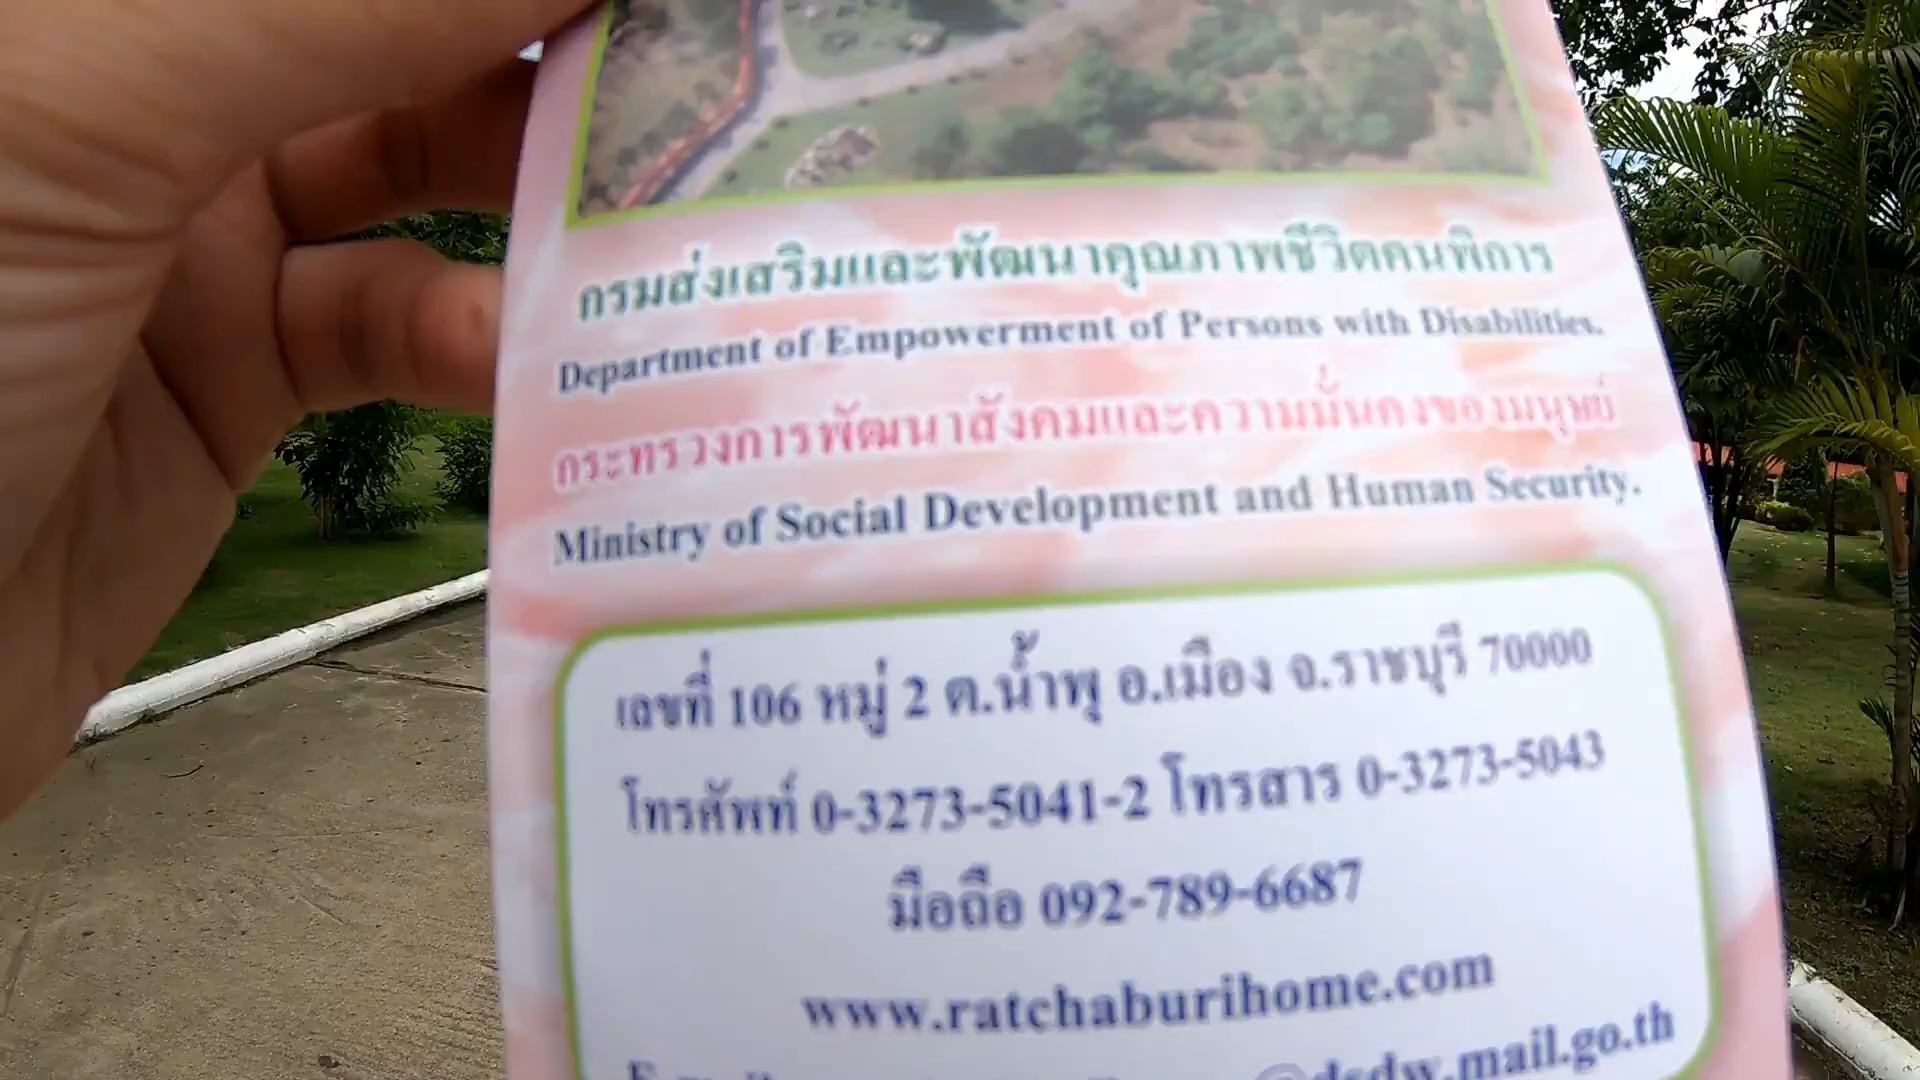 กรมส่งเสริมและพัฒนาคุณภาพชีวิตคนพิการ
Department of Empowerment of Persons with Disabilities.
กระทรวงการพัฒนาสังคมและความมั่นคงของมนุษย์
Ministry of Social Development and Human Security.
เลขที่ 106 หมู่ 2 ต.น้ำพุ อ.เมือง จ.ราชบุรี 70000
โทรศัพท์ 0-3273-5041-2 โทรสาร 0-3273-5043
มือถือ 092-789-6687
www.ratchaburihome.com
@dsdw.mail.go.th